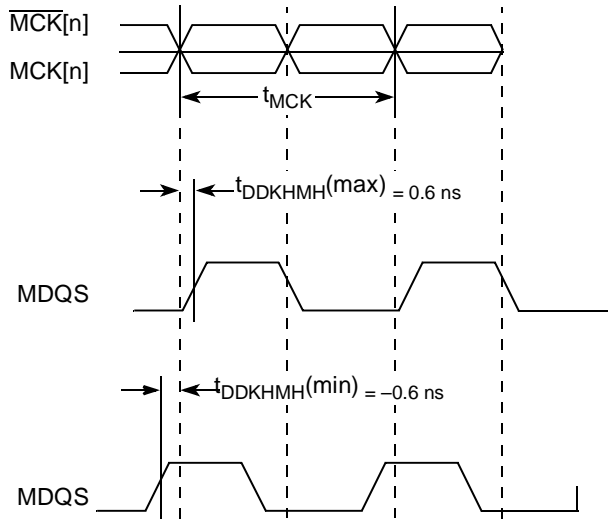 MCK[n]
MCK[n]
tMCK
tDDKHMH(max) = 0.6 ns
MDQS
tDDKHMH(min) = –0.6 ns
MDQS